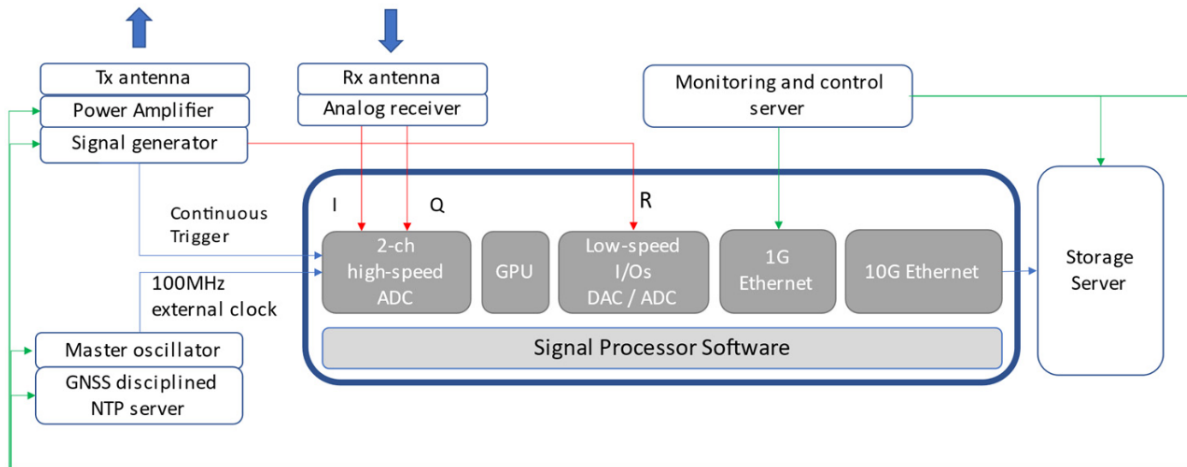 Tx antenna
Power Amplifier
Signal generator
Rx antenna
Analog receiver
Monitoring and control
server
Continuous
Trigger
I
Q
R
2-ch
high-speed
ADC
GPU
Low-speed
I/Os
DAC / ADC
1G
Ethernet
10G Ethernet
Storage
Server
100MHz
external clock
Signal Processor Software
Master oscillator
GNSS disciplined
NTP server